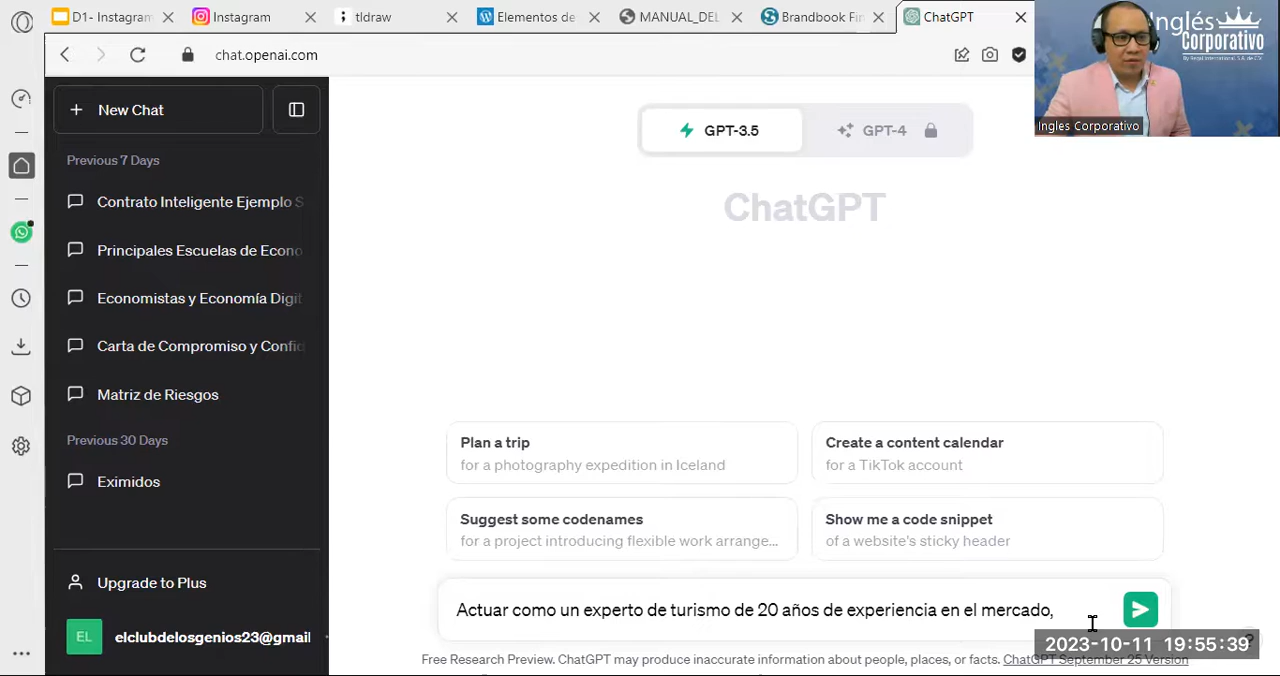 D1- Instagram
Instagram
tldraw
Elementos de
MANUAL_DEL
Brandbook Fi
ChatGPT
chat.openai.com
Inglés
Corporativo
By Regal International, S.A. de C.V.
Ingles Corporativo
New Chat
GPT-3.5
GPT-4
Previous 7 Days
Contrato Inteligente Ejemplo S
Principales Escuelas de Econo
Economistas y Economía Digit
Carta de Compromiso y Confid
Matriz de Riesgos
Previous 30 Days
Eximidos
ChatGPT
Plan a trip
for a photography expedition in Iceland
Create a content calendar
for a TikTok account
Suggest some codenames
for a project introducing flexible work arrange...
Show me a code snippet
of a website's sticky header
Upgrade to Plus
EL
elclubdelosgenios23@gmail
Actuar como un experto de turismo de 20 años de experiencia en el mercado,
2023-10-11 19:55:39
Free Research Preview. ChatGPT may produce inaccurate information about people, places, or facts. ChatGPT September 25 Version